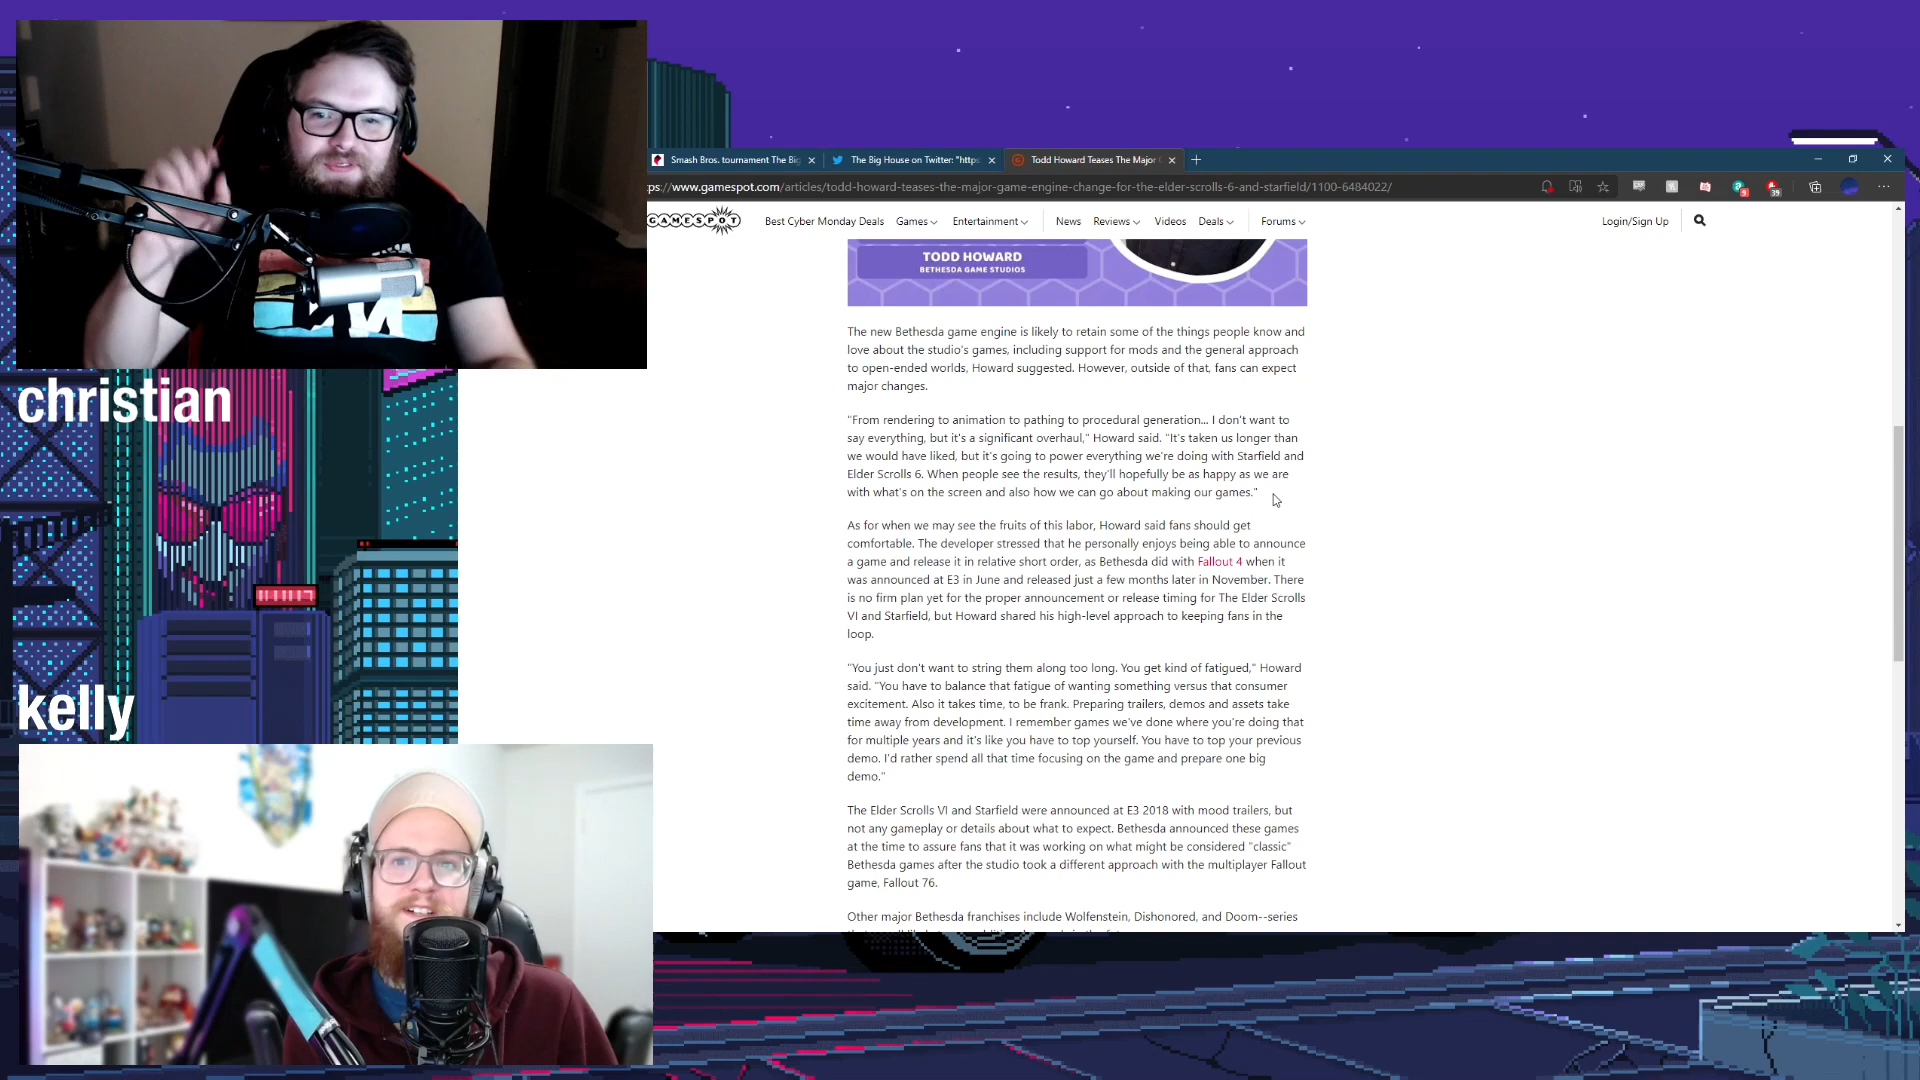 Smash Bros. tournament The Big
The Big House on Twitter: "https
Todd Howard Teases The Major
ps://www.gamespot.com/articles/todd-howard-teases-the-major-game-engine-change-for-the-elder-scrolls-6-and-starfield/1100-6484022/
9
39
GAMESPOT
Best Cyber Monday Deals
Games
Entertainment
News
Reviews
Videos
Deals
Forums
Login/Sign Up
TODD HOWARD
BETHESDA GAME STUDIOS
The new Bethesda game engine is likely to retain some of the things people know and
love about the studio's games, including support for mods and the general approach
to open-ended worlds, Howard suggested. However, outside of that, fans can expect
major changes.
"From rendering to animation to pathing to procedural generation... I don't want to
say everything, but it's a significant overhaul," Howard said. "It's taken us longer than
we would have liked, but it's going to power everything we're doing with Starfield and
Elder Scrolls 6. When people see the results, they'll hopefully be as happy as we are
with what's on the screen and also how we can go about making our games."
As for when we may see the fruits of this labor, Howard said fans should get
comfortable. The developer stressed that he personally enjoys being able to announce
a game and release it in relative short order, as Bethesda did with Fallout 4 when it
was announced at E3 in June and released just a few months later in November. There
is no firm plan yet for the proper announcement or release timing for The Elder Scrolls
VI and Starfield, but Howard shared his high-level approach to keeping fans in the
loop.
"You just don't want to string them along too long. You get kind of fatigued," Howard
said. "You have to balance that fatigue of wanting something versus that consumer
excitement. Also it takes time, to be frank. Preparing trailers, demos and assets take
time away from development. I remember games we've done where you're doing that
for multiple years and it's like you have to top yourself. You have to top your previous
demo. I'd rather spend all that time focusing on the game and prepare one big
demo."
The Elder Scrolls VI and Starfield were announced at E3 2018 with mood trailers, but
not any gameplay or details about what to expect. Bethesda announced these games
at the time to assure fans that it was working on what might be considered "classic"
Bethesda games after the studio took a different approach with the multiplayer Fallout
game, Fallout 76.
Other major Bethesda franchises include Wolfenstein, Dishonored, and Doom--series
christian
kelly